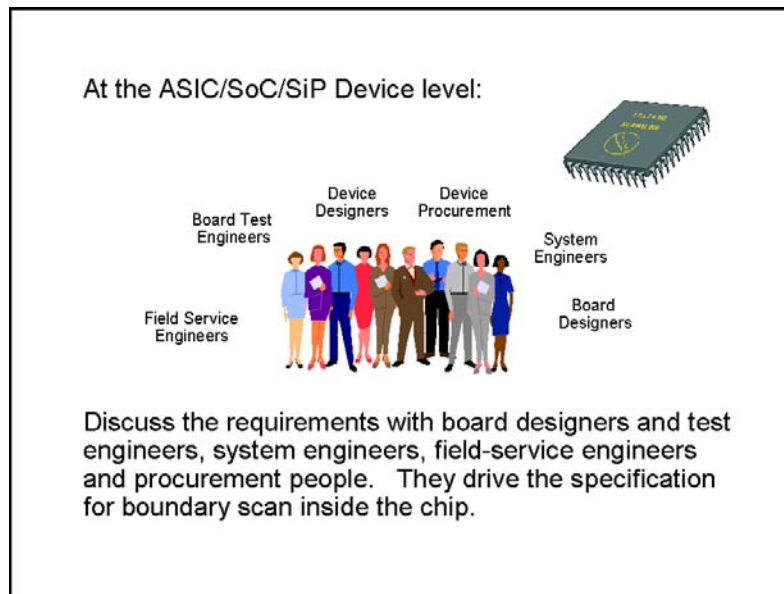 At the ASIC/SoC/SiP Device level:
Device
Designers
Device
Procurement
Board Test
Engineers
System
Engineers
Field Service
Engineers
Board
Designers
Discuss the requirements with board designers and test
engineers, system engineers, field-service engineers
and procurement people.   They drive the specification
for boundary scan inside the chip.